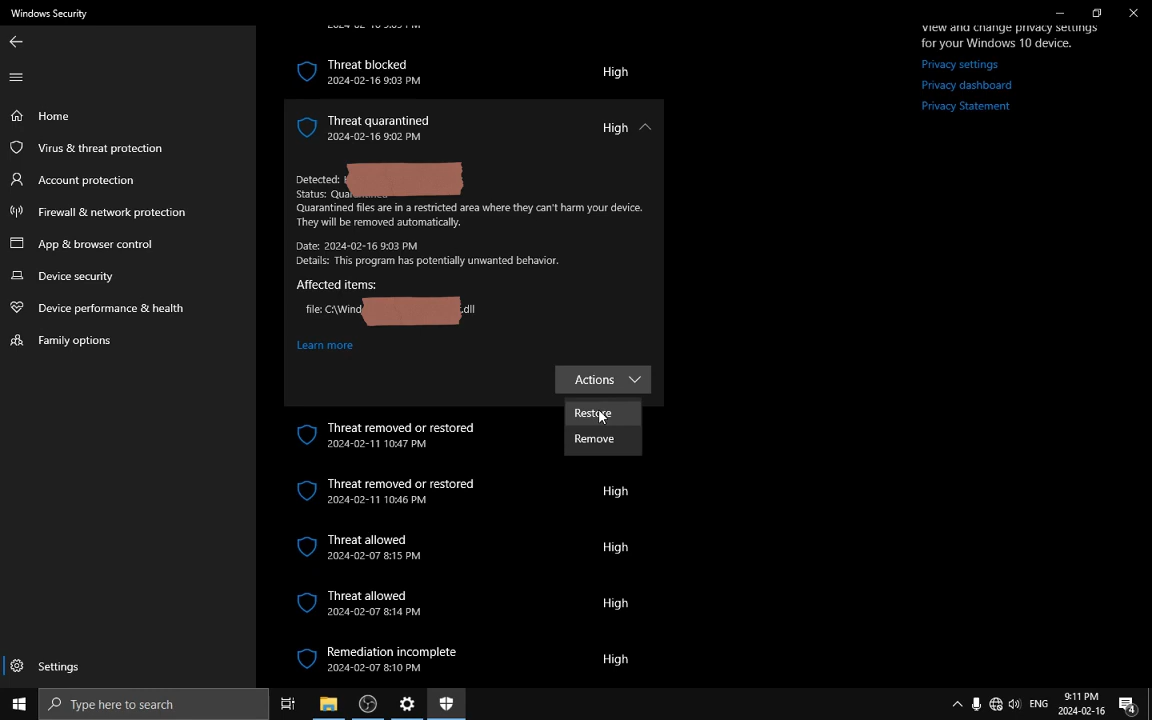 Windows Security
Home
Virus & threat protection
Account protection
Firewall & network protection
App & browser control
Device security
Device performance & health
Family options
Settings
Threat blocked
2024-02-16 9:03 PM
High
Threat quarantined
2024-02-16 9:02 PM
High
Detected:
Status:
Quarantined files are in a restricted area where they can't harm your device.
They will be removed automatically.
Date: 2024-02-16 9:03 PM
Details: This program has potentially unwanted behavior.
Affected items:
file: C:\Wind .dll
Learn more
Actions
Restore
Remove
Threat removed or restored
2024-02-11 10:47 PM
Threat removed or restored
2024-02-11 10:46 PM
High
Threat allowed
2024-02-07 8:15 PM
High
Threat allowed
2024-02-07 8:14 PM
High
Remediation incomplete
2024-02-07 8:10 PM
High
View and change privacy settings
for your Windows 10 device.
Privacy settings
Privacy dashboard
Privacy Statement
Type here to search
ENG
9:11 PM
2024-02-16
4